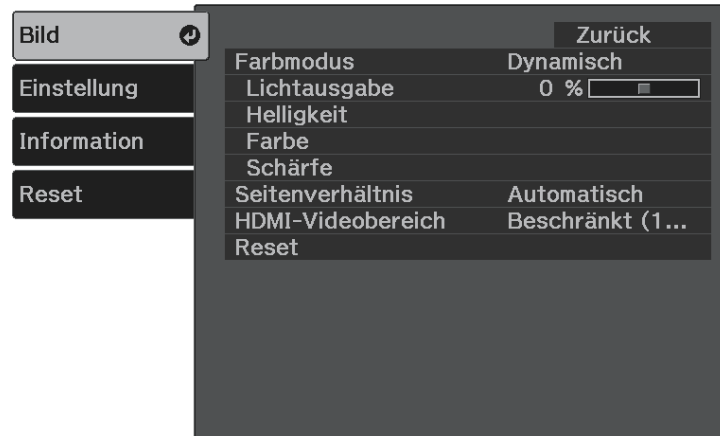 Bild
Einstellung
Information
Reset
Zurück
Farbmodus Dynamisch
Lichtausgabe 0 %
Helligkeit
Farbe
Schärfe
Seitenverhältnis Automatisch
HDMI-Videobereich Beschränkt (1...
Reset